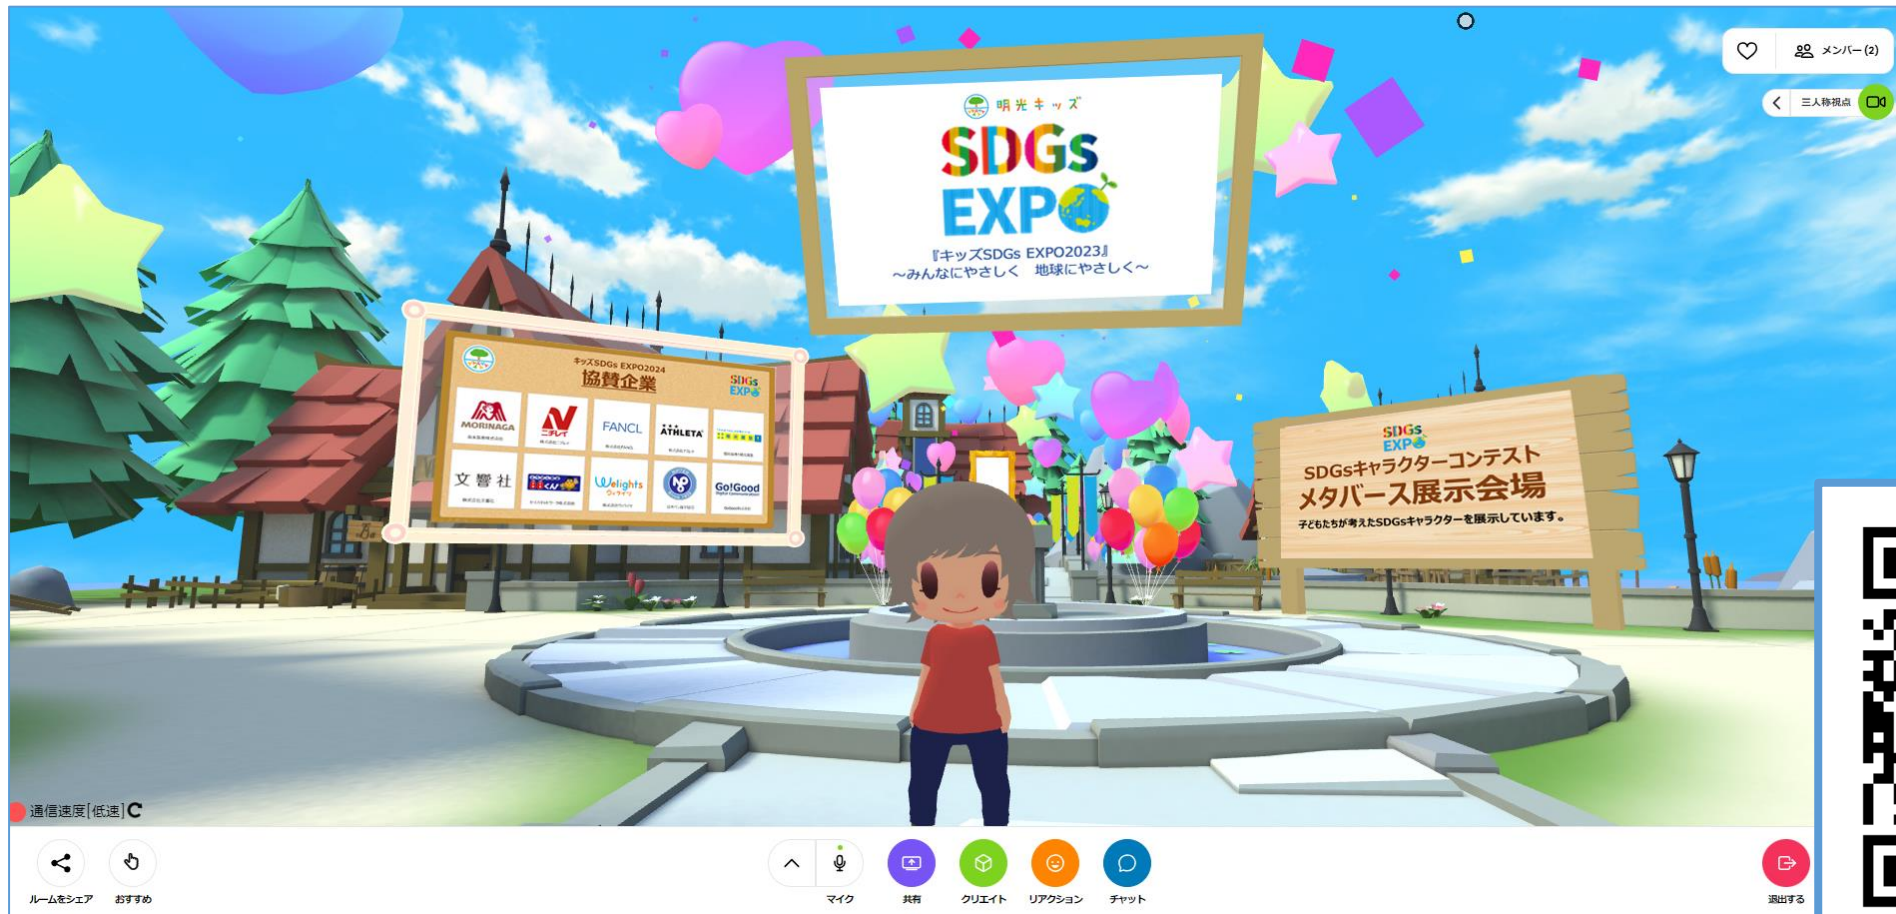 メンバー (2)
三人称視点
明光キッズ
SDGs
EXPO
『キッズSDGs EXPO2023』
～みんなにやさしく 地球にやさしく～
キッズSDGs EXPO2024
協賛企業
SDGs
EXPO
MORINAGA
ニチレイ
FANCL
ATHLETA
文響社
Welights
ウィライツ
Go!Good
SDGs
EXPO
SDGsキャラクターコンテスト
メタバース展示会場
子どもたちが考えたSDGsキャラクターを展示しています。
通信速度[低速]
ルームをシェア
おすすめ
マイク
共有
クリエイト
リアクション
チャット
退出する